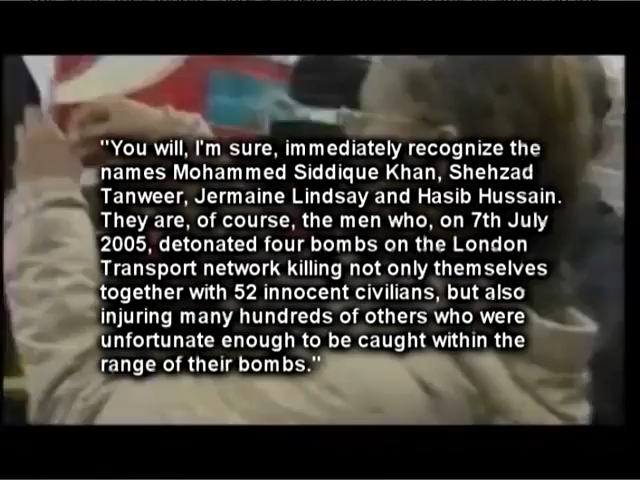 "You will, I'm sure, immediately recognize the
names Mohammed Siddique Khan, Shehzad
Tanweer, Jermaine Lindsay and Hasib Hussain.
They are, of course, the men who, on 7th July
2005, detonated four bombs on the London
Transport network killing not only themselves
together with 52 innocent civilians, but also
injuring many hundreds of others who were
unfortunate enough to be caught within the
range of their bombs."